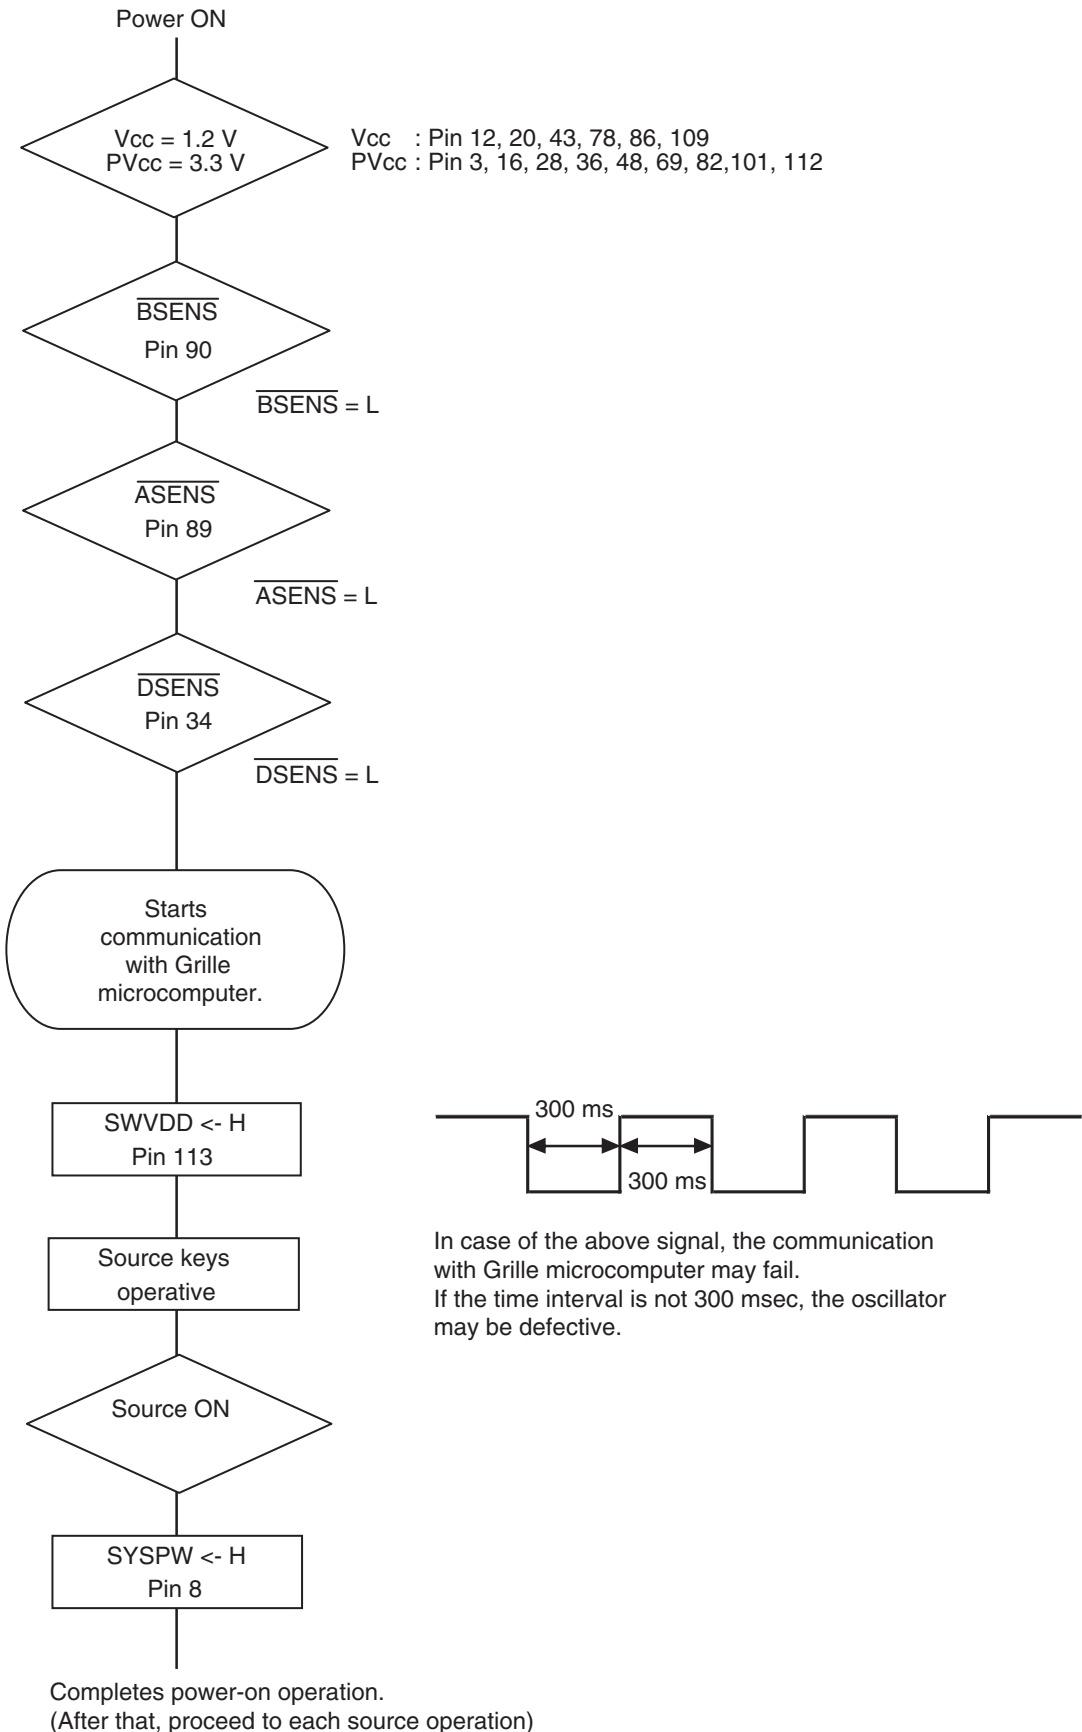 Power ON
Vcc = 1.2 V
PVcc = 3.3 V
Vcc : Pin 12, 20, 43, 78, 86, 109
PVcc : Pin 3, 16, 28, 36, 48, 69, 82,101, 112
BSENS
Pin 90
BSENS = L
ASENS
Pin 89
ASENS = L
DSENS
Pin 34
DSENS = L
Starts
communication
with Grille
microcomputer.
SWVDD <- H
Pin 113
300 ms
300 ms
In case of the above signal, the communication
with Grille microcomputer may fail.
If the time interval is not 300 msec, the oscillator
may be defective.
Source keys
operative
Source ON
SYSPW <- H
Pin 8
Completes power-on operation.
(After that, proceed to each source operation)